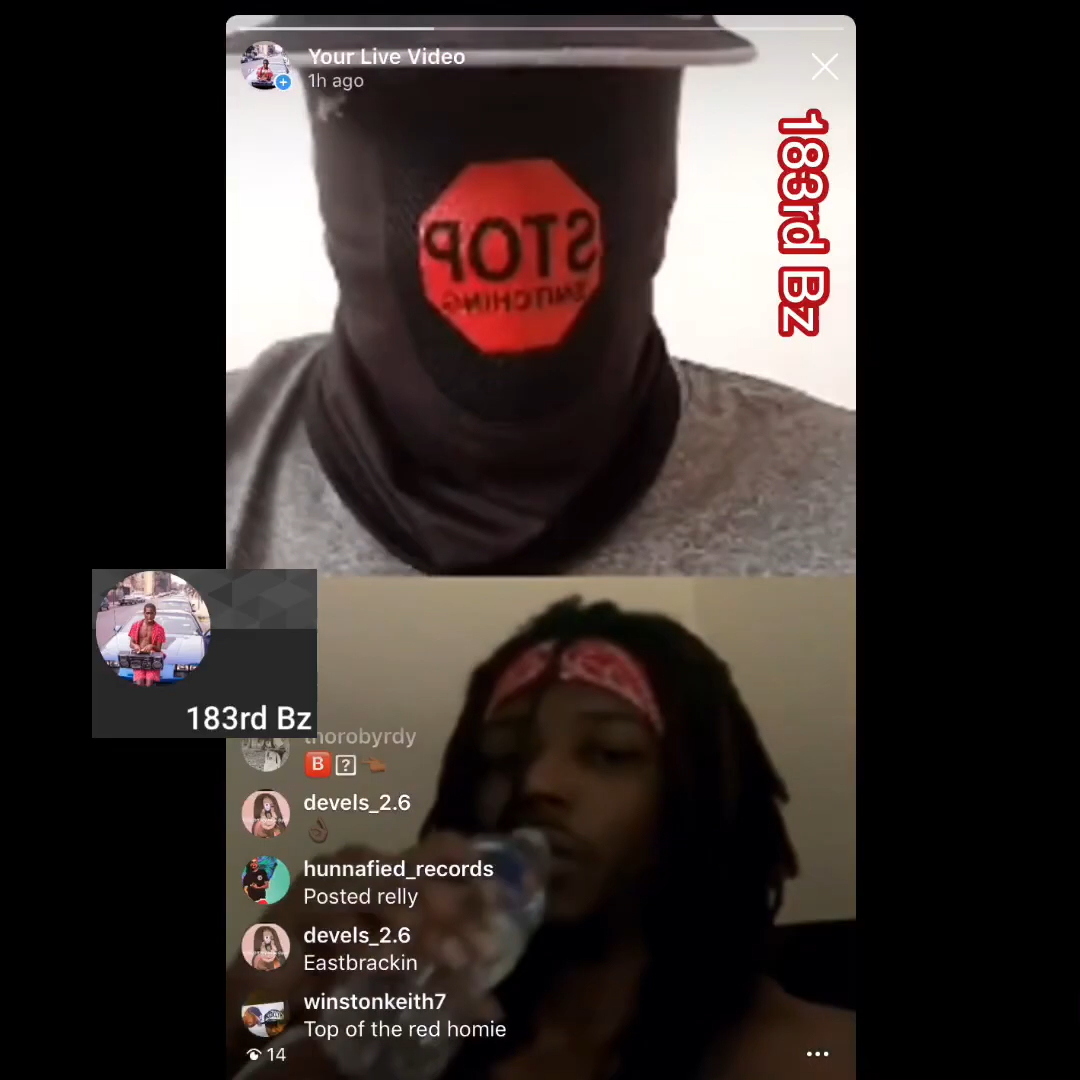 Your Live Video
1h ago
183rd Bz
STOP
SNITCHING
183rd Bz
thorobyrdy
🅱️
devels_2.6
👌🏿
hunnafied_records
Posted relly
devels_2.6
Eastbrackin
winstonkeith7
Top of the red homie
14